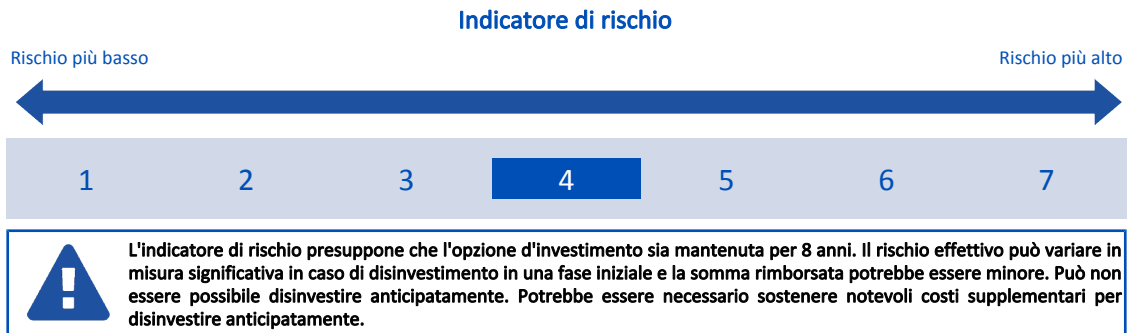 Indicatore di rischio
Rischio più basso
Rischio più alto
1 2 3 4 5 6 7
L'indicatore di rischio presuppone che l'opzione d'investimento sia mantenuta per 8 anni. Il rischio effettivo può variare in
misura significativa in caso di disinvestimento in una fase iniziale e la somma rimborsata potrebbe essere minore. Può non
essere possibile disinvestire anticipatamente. Potrebbe essere necessario sostenere notevoli costi supplementari per
disinvestire anticipatamente.